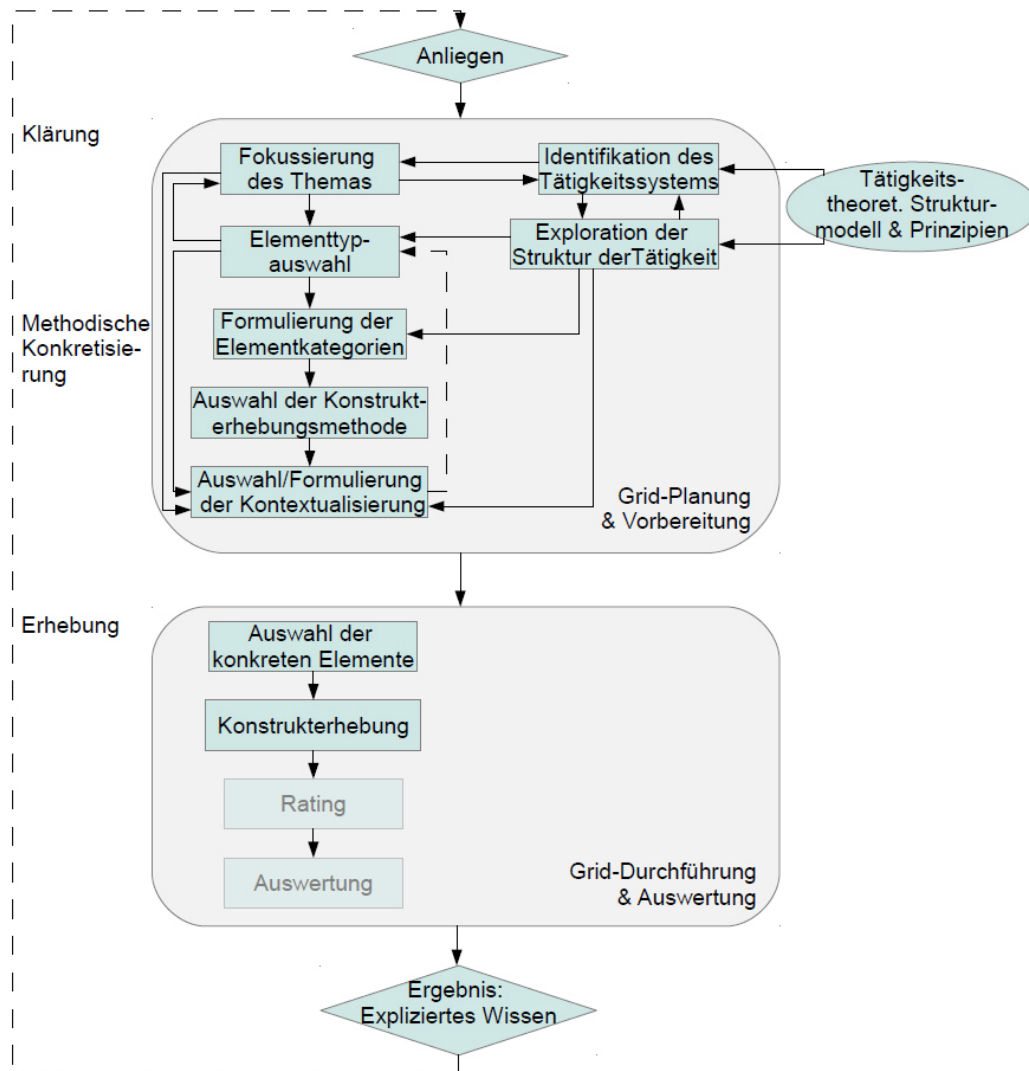 Anliegen
Klärung
Fokussierung
des Themas
Identifikation des
Tätigkeitssystems
Tätigkeits-
theoret. Struktur-
modell & Prinzipien
Elementtyp-
auswahl
Exploration der
Struktur derTätigkeit
Methodische
Konkretisie-
rung
Formulierung der
Elementkategorien
Auswahl der Konstrukt-
erhebungsmethode
Auswahl/Formulierung
der Kontextualisierung
Grid-Planung
& Vorbereitung
Erhebung
Auswahl der
konkreten Elemente
Konstrukterhebung
Rating
Auswertung
Grid-Durchführung
& Auswertung
Ergebnis:
Expliziertes Wissen